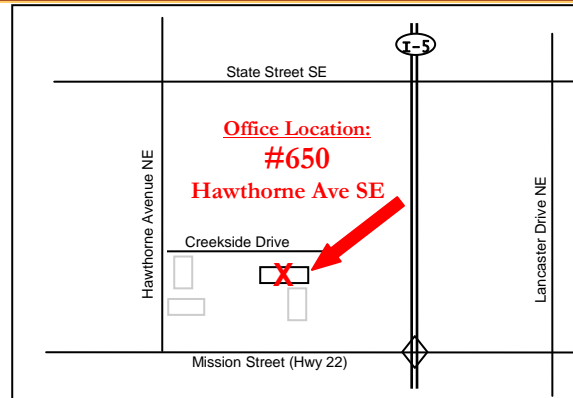 I-5
State Street SE
Office Location:
#650
Hawthorne Ave SE
Hawthorne Avenue NE
Lancaster Drive NE
Creekside Drive
X
Mission Street (Hwy 22)